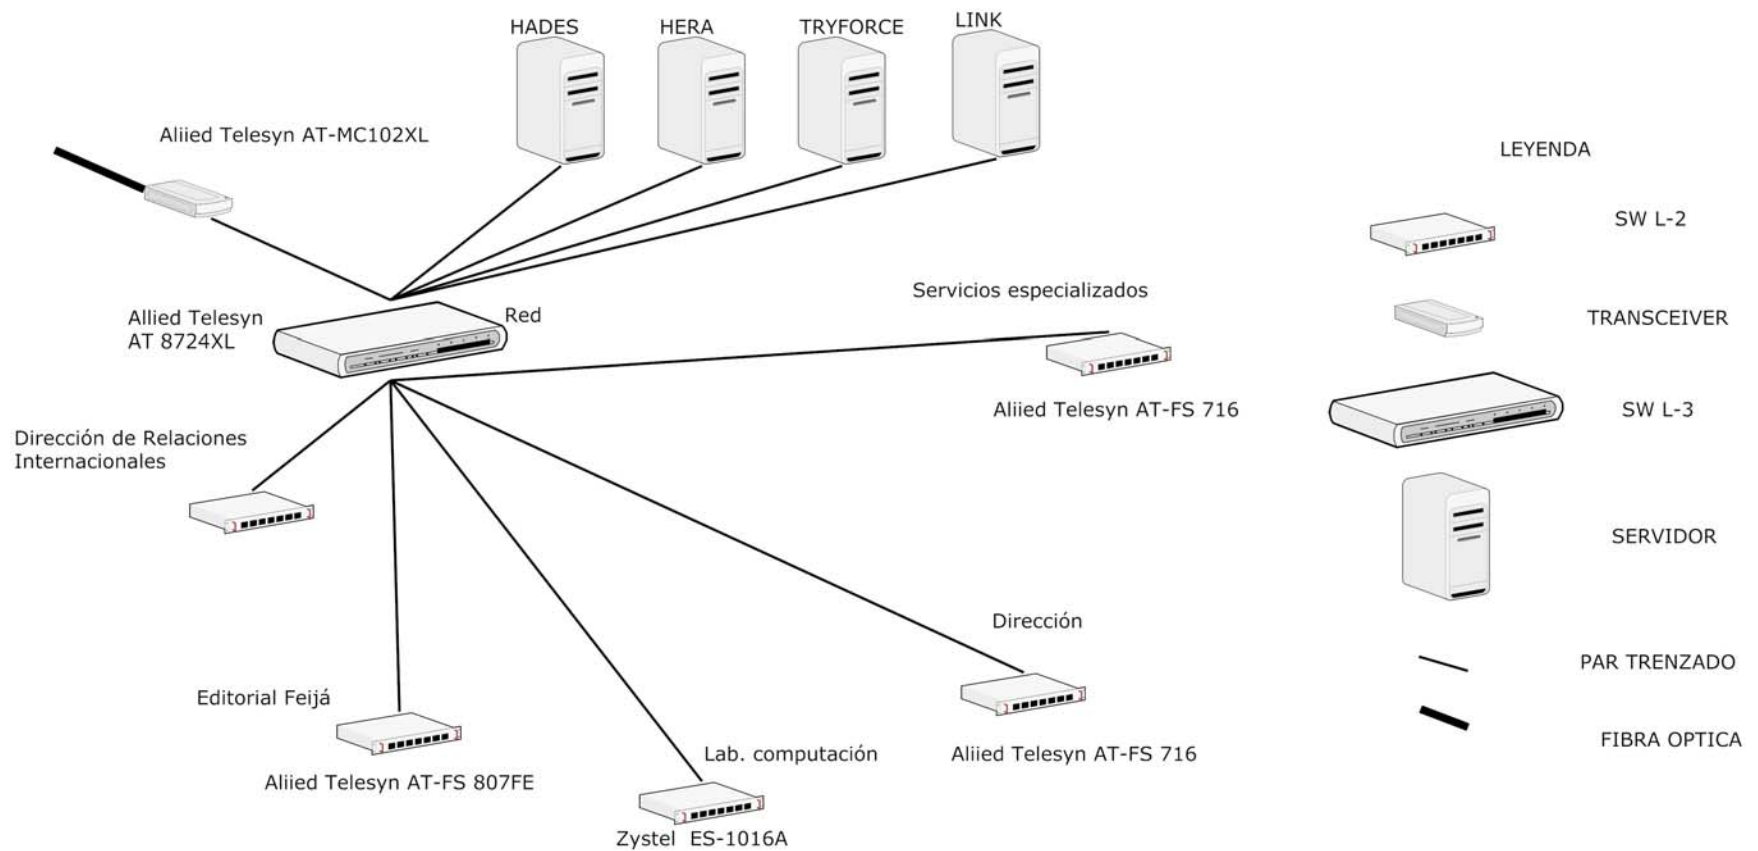 HADES
HERA
TRYFORCE
LINK
Aliied Telesyn AT-MC102XL
LEYENDA
SW L-2
TRANSCEIVER
SW L-3
SERVIDOR
PAR TRENZADO
FIBRA OPTICA
Allied Telesyn
AT 8724XL
Red
Servicios especializados
Aliied Telesyn AT-FS 716
Dirección de Relaciones
Internacionales
Dirección
Aliied Telesyn AT-FS 716
Editorial Feijá
Aliied Telesyn AT-FS 807FE
Lab. computación
Zystel ES-1016A